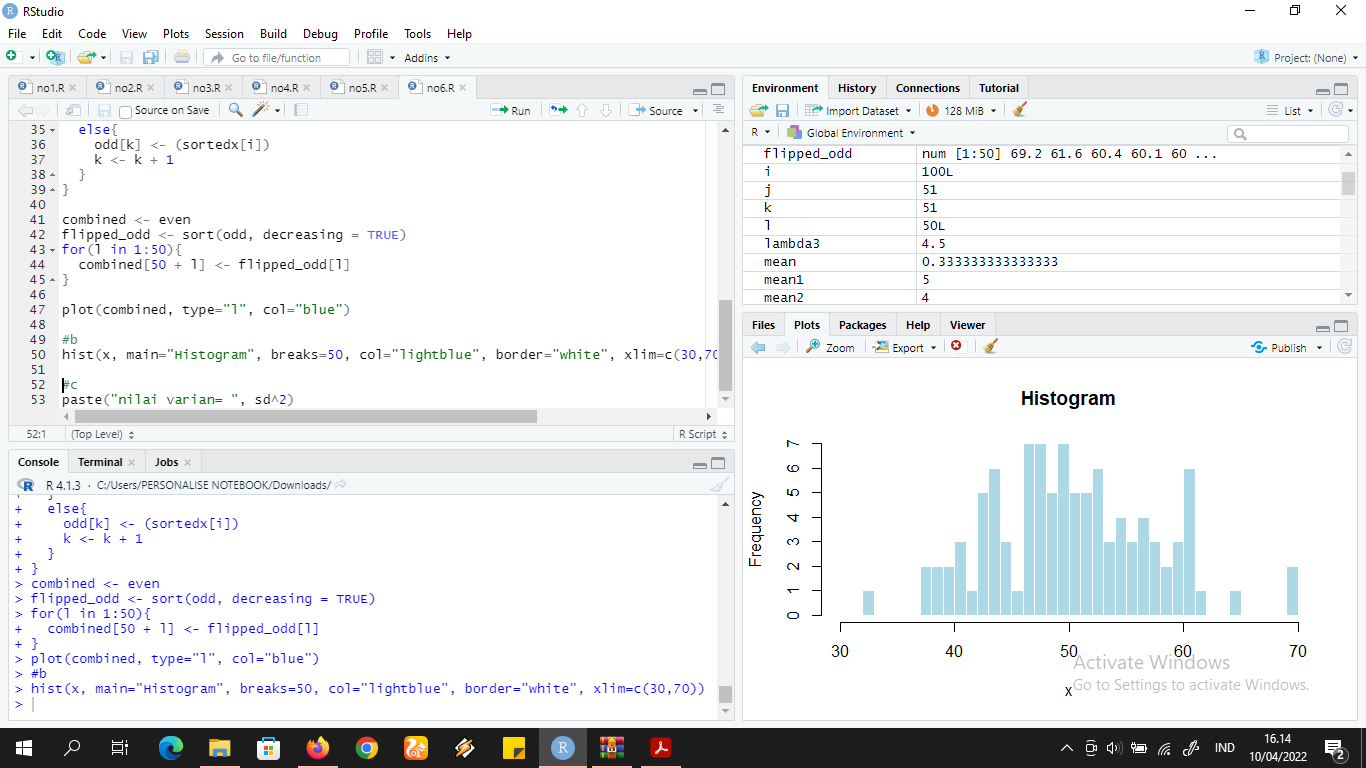 RStudio
File Edit Code View Plots Session Build Debug Profile Tools Help
Go to file/function Addins Project: (None)
no1.R no2.R no3.R no4.R no5.R no6.R
Source on Save Run Source
35 else{
36 odd[k] <- (sortedx[i])
37 k <- k + 1
38 }
39 }
40
41 combined <- even
42 flipped_odd <- sort(odd, decreasing = TRUE)
43 for(l in 1:50){
44 combined[50 + l] <- flipped_odd[l]
45 }
46
47 plot(combined, type="l", col="blue")
48
49 #b
50 hist(x, main="Histogram", breaks=50, col="lightblue", border="white", xlim=c(30,70
51
52 #c
53 paste("nilai varian= ", sd^2)
52:1 (Top Level) R Script
Console Terminal Jobs
R 4.1.3 · C:/Users/PERSONALISE NOTEBOOK/Downloads/
+ }
+ else{
+ odd[k] <- (sortedx[i])
+ k <- k + 1
+ }
+ }
> combined <- even
> flipped_odd <- sort(odd, decreasing = TRUE)
> for(l in 1:50){
+ combined[50 + l] <- flipped_odd[l]
+ }
> plot(combined, type="l", col="blue")
> #b
> hist(x, main="Histogram", breaks=50, col="lightblue", border="white", xlim=c(30,70))
>
Environment History Connections Tutorial
Import Dataset 128 MiB List
R Global Environment
flipped_odd num [1:50] 69.2 61.6 60.4 60.1 60 ...
i 100L
j 51
k 51
l 50L
lambda3 4.5
mean 0.333333333333333
mean1 5
mean2 4
Files Plots Packages Help Viewer
Zoom Export Publish
Histogram
Frequency
0 1 2 3 4 5 6 7
30 40 50 60 70
x
Activate Windows
Go to Settings to activate Windows.
IND
16.14
10/04/2022
2